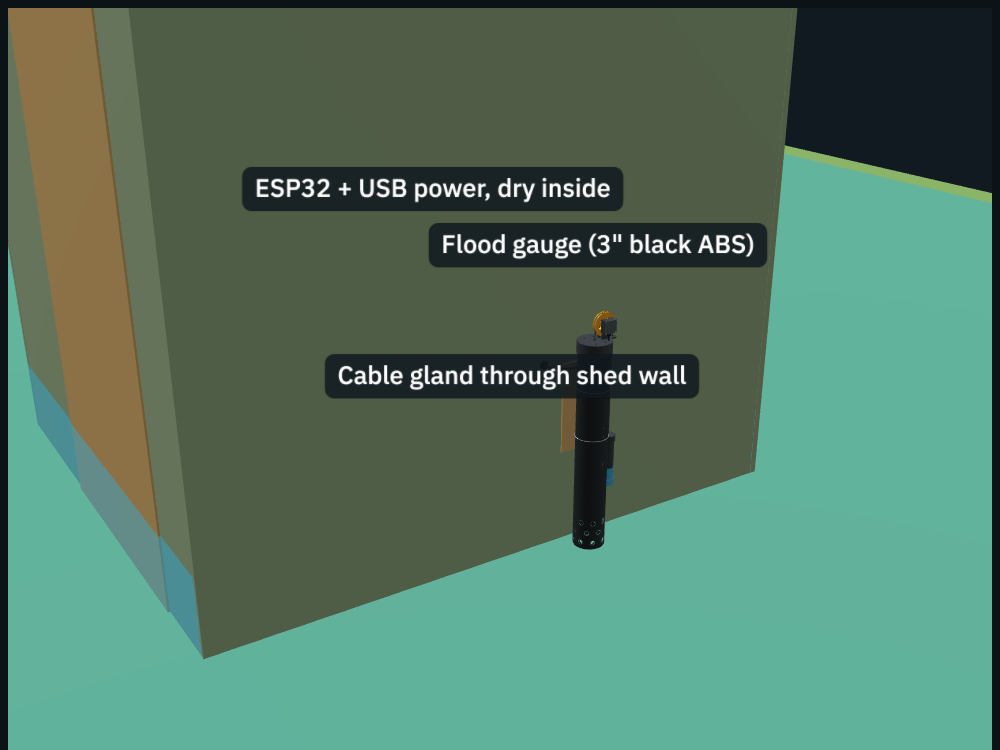 ESP32 + USB power, dry inside
Flood gauge (3" black ABS)
Cable gland through shed wall